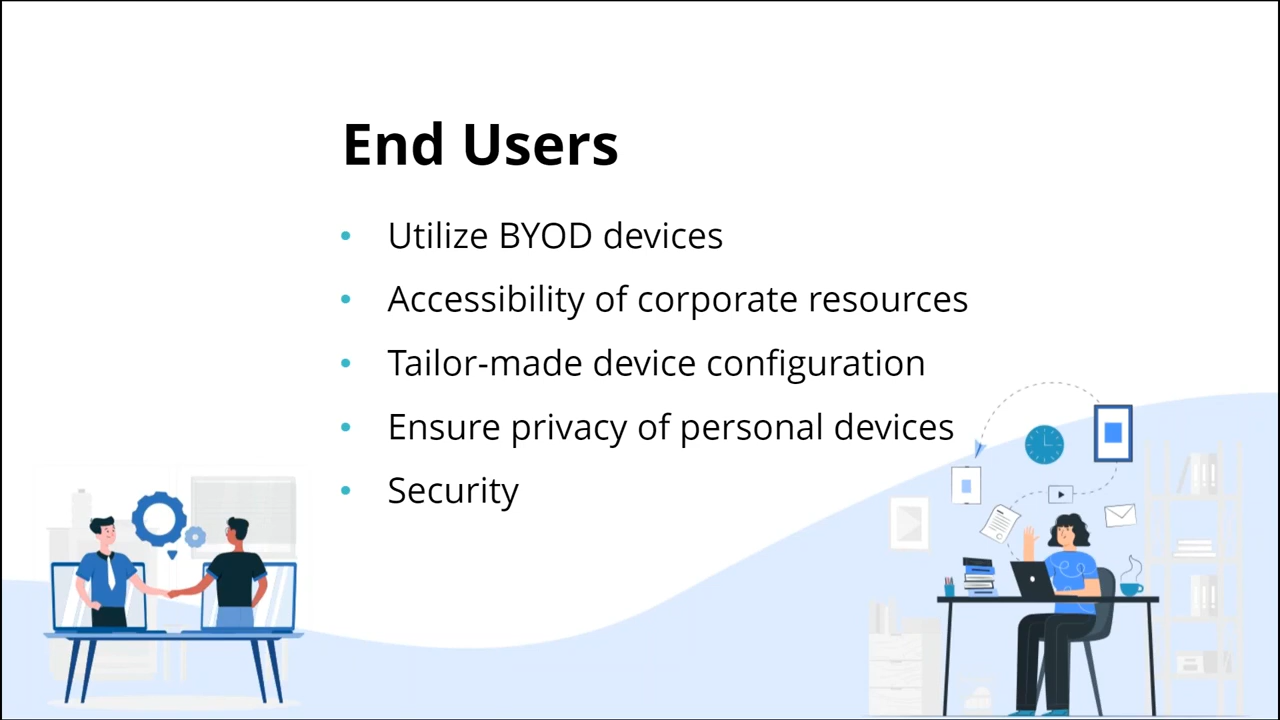 End Users
• Utilize BYOD devices
• Accessibility of corporate resources
• Tailor-made device configuration
• Ensure privacy of personal devices
• Security